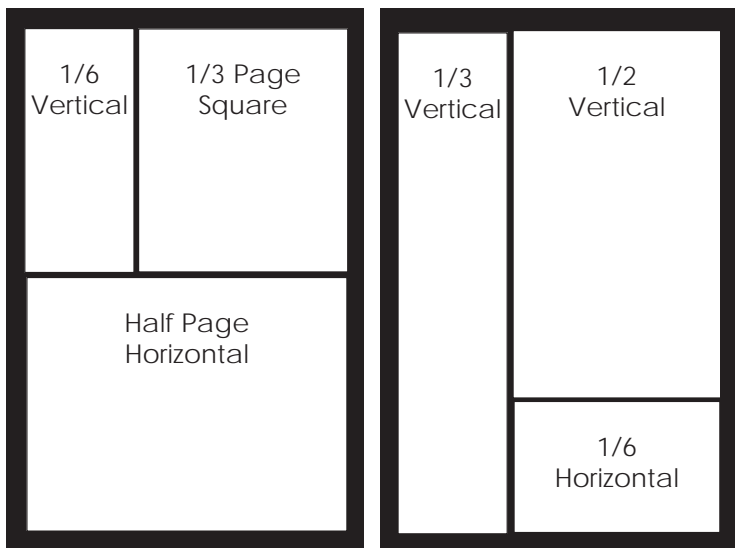 1/6
Vertical
1/3 Page
Square
Half Page
Horizontal
1/3
Vertical
1/2
Vertical
1/6
Horizontal